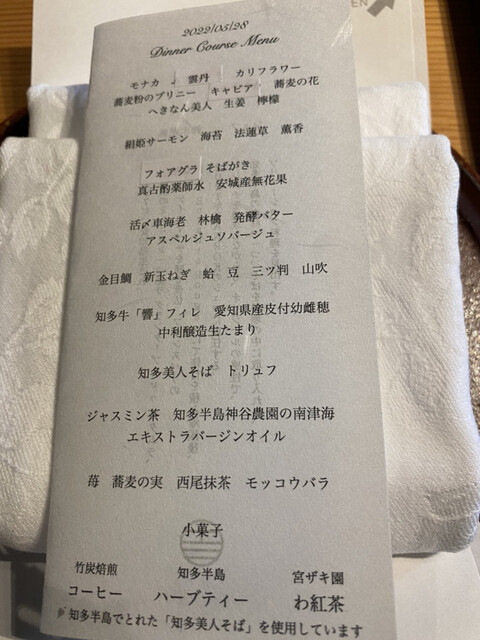 EN
2022/05/28
Dinner Course Menu
モナカ 雲丹 カリフラワー
蕎麦粉のブリニー キャビア 蕎麦の花
へきなん美人 生姜 檸檬
絹姫サーモン 海苔 法蓮草 薫香
フォアグラ そばがき
真古酌薬師水 安城産無花果
活〆車海老 林檎 発酵バター
アスペルジュソバージュ
金目鯛 新玉ねぎ 蛤 豆 三ツ判 山吹
知多牛「響」フィレ 愛知県産皮付幼雌穂
中利醸造生たまり
知多美人そば トリュフ
ジャスミン茶 知多半島神谷農園の南津海
エキストラバージンオイル
苺 蕎麦の実 西尾抹茶 モッコウバラ
小菓子
竹炭焙煎 知多半島 宮ザキ園
コーヒー ハーブティー わ紅茶
知多半島でとれた「知多美人そば」を使用しています